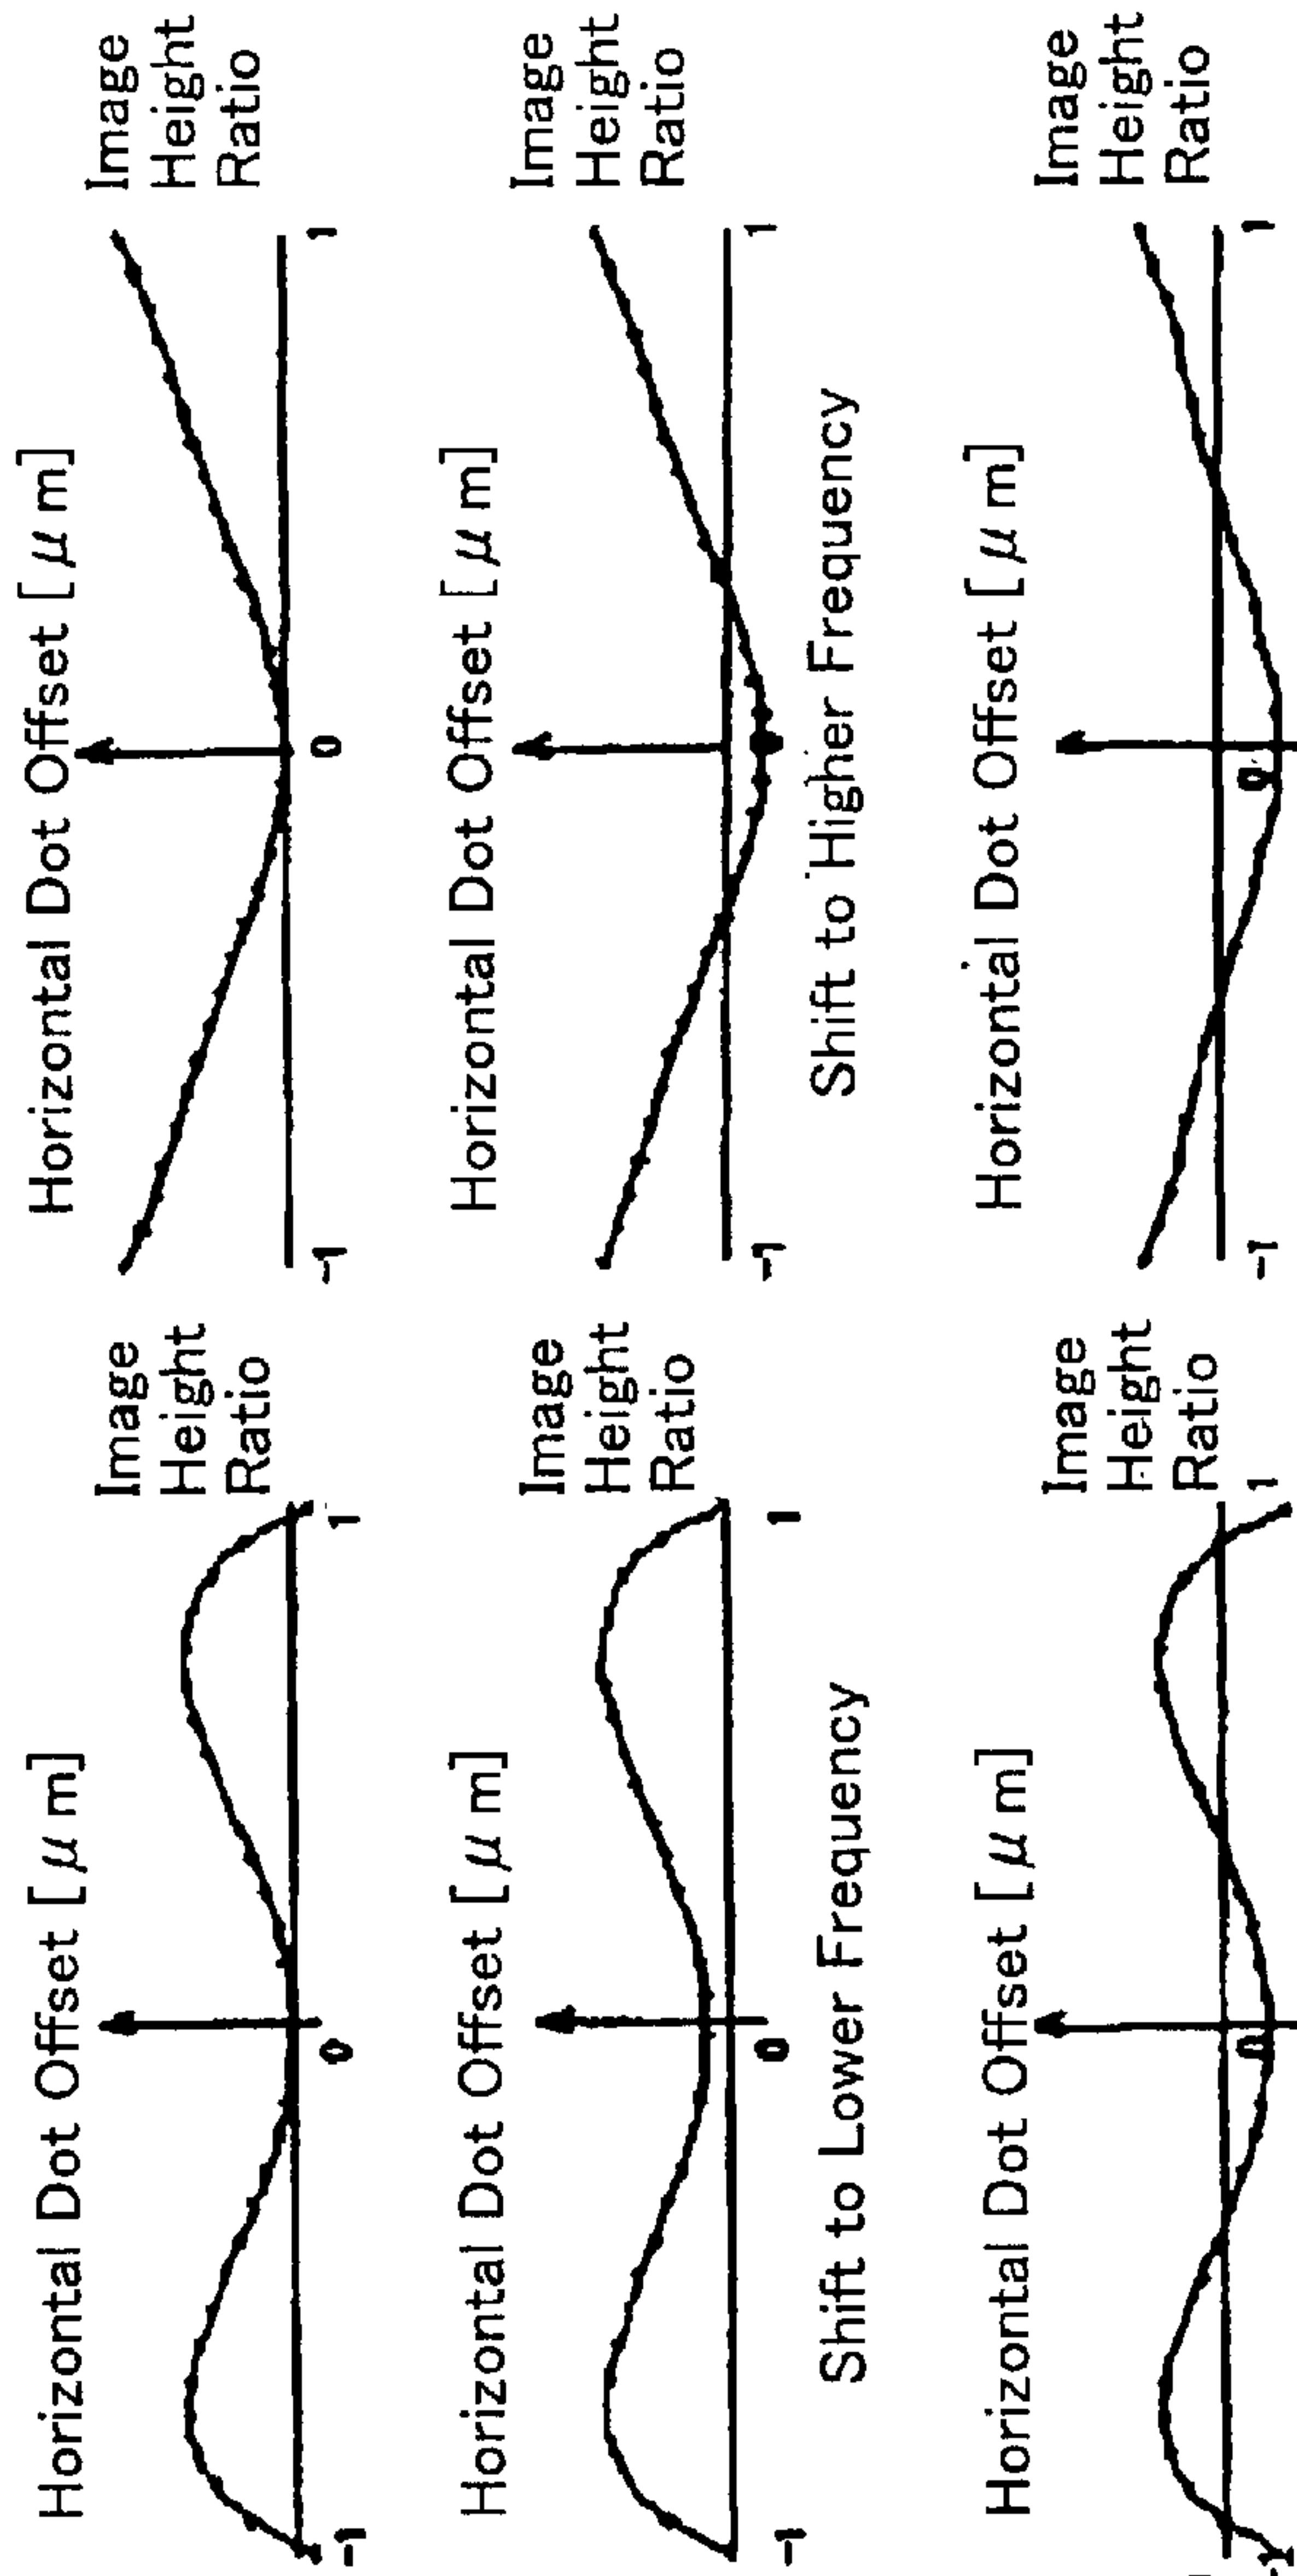 Horizontal Dot Offset [μm]
Image
Height
Ratio
-1
0
1
Horizontal Dot Offset [μm]
Image
Height
Ratio
-1
0
1
Horizontal Dot Offset [μm]
Image
Height
Ratio
-1
0
1
Shift to Lower Frequency
Horizontal Dot Offset [μm]
Image
Height
Ratio
-1
1
Shift to Higher Frequency
Horizontal Dot Offset [μm]
Image
Height
Ratio
0
1
Horizontal Dot Offset [μm]
Image
Height
Ratio
-1
0
1